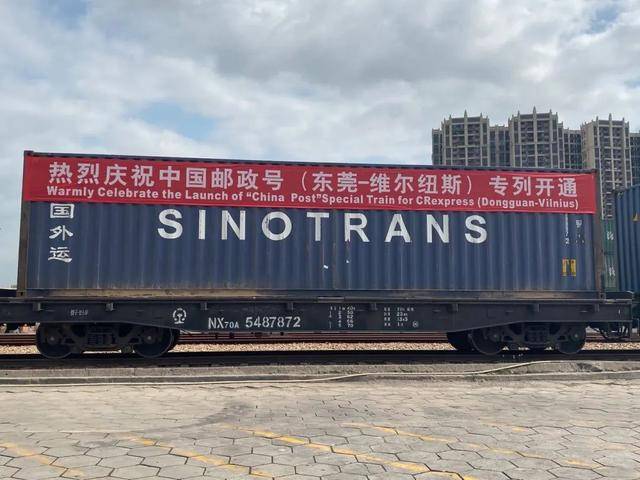 热烈庆祝中国邮政号（东莞-维尔纽斯）专列开通
Warmly Celebrate the Launch of "China Post"Special Train for CRexpress (Dongguan-Vilnius)
国外运
SINOTRANS
NX70A 5487872